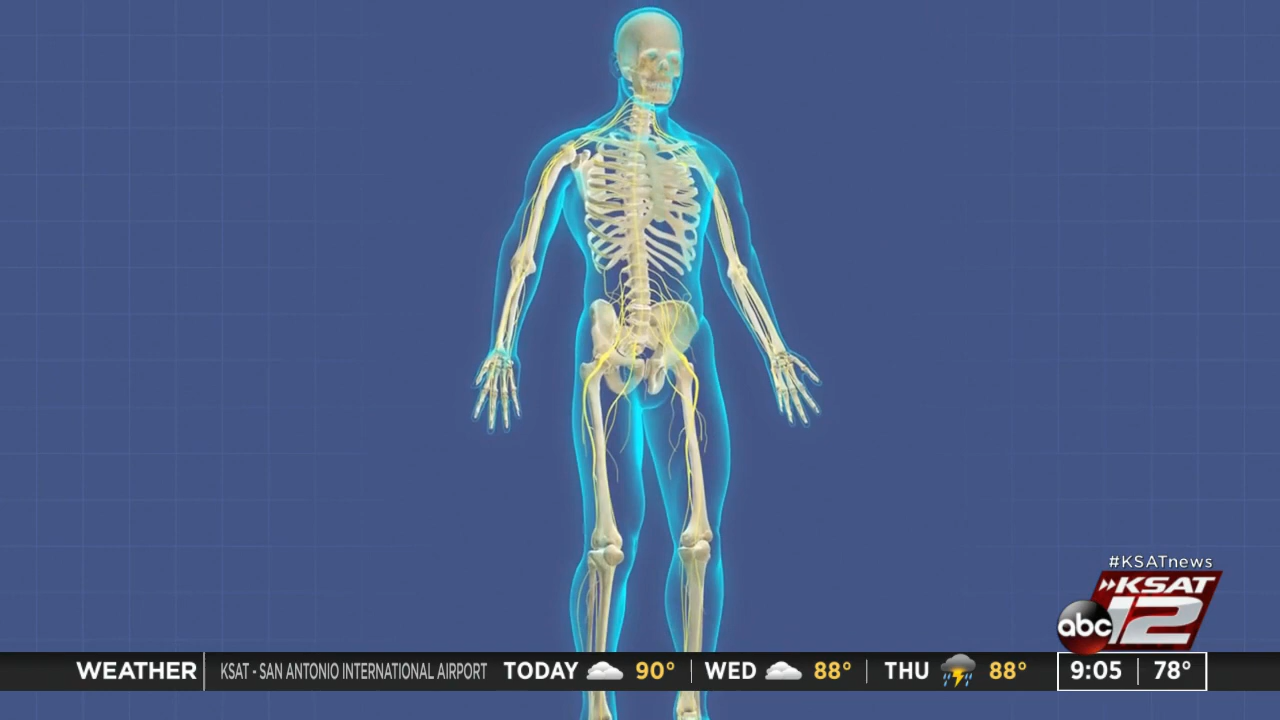 #KSATnews
KSAT
abc 12
WEATHER KSAT - SAN ANTONIO INTERNATIONAL AIRPORT TODAY 90° WED 88° THU 88° 9:05 78°